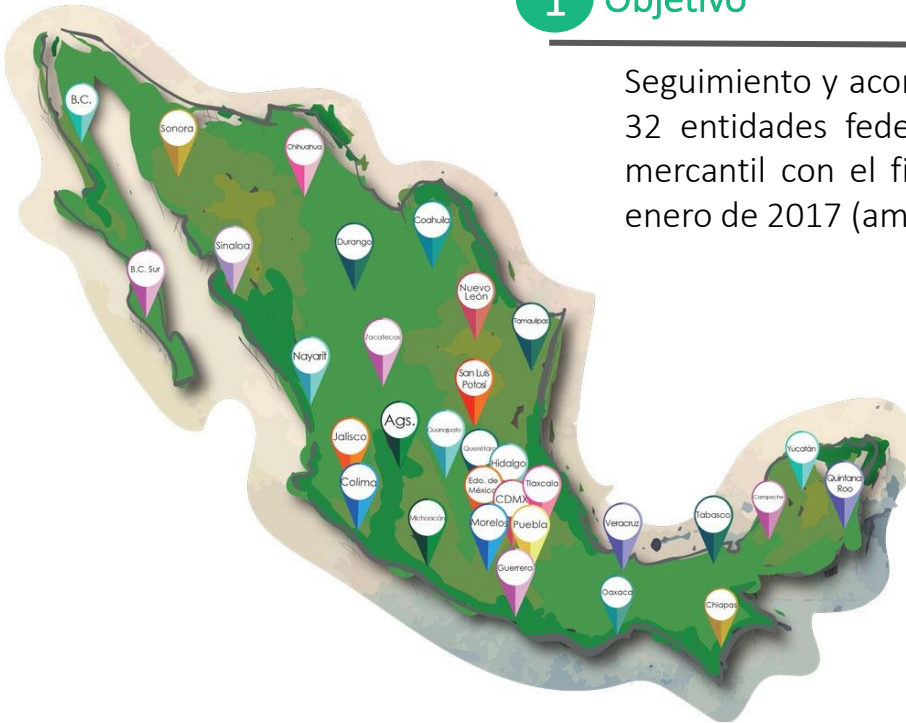 1 Objetivo
Seguimiento y acor
32 entidades fede
mercantil con el fi
enero de 2017 (am
B.C.
Sonora
Chihuahua
Coahuila
Durango
Sinaloa
B.C. Sur
Nuevo
León
Tamaulipas
Zacatecas
Nayarit
San Luis
Potosí
Ags.
Guanajuato
Jalisco
Querétaro
Hidalgo
Yucatán
Colima
Edo. de
México
Tlaxcala
CDMX
Quintana
Roo
Campeche
Michoacán
Morelos
Puebla
Veracruz
Tabasco
Guerrero
Oaxaca
Chiapas